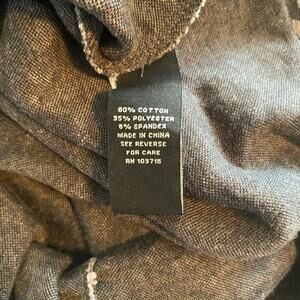 60% COTTON
35% POLYESTER
5% SPANDEX
MADE IN CHINA
SEE REVERSE
FOR CARE
RN 103715